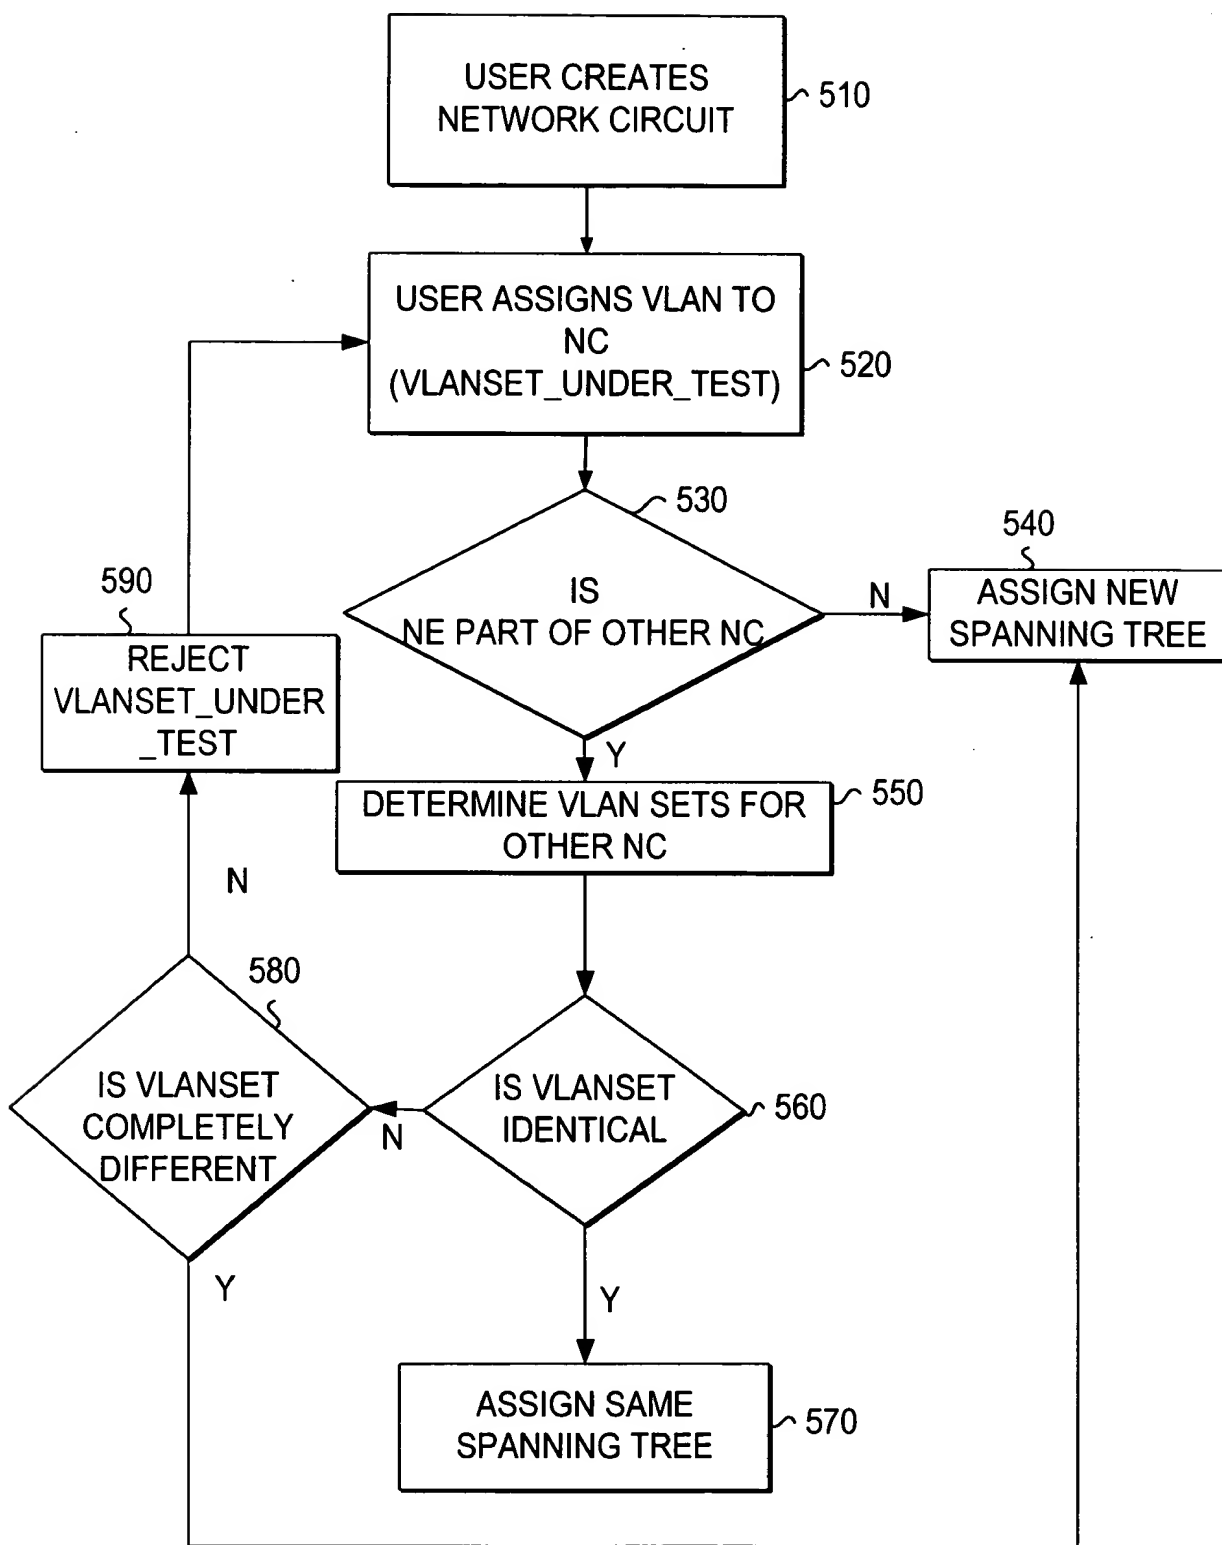 USER CREATES
NETWORK CIRCUIT
510
USER ASSIGNS VLAN TO
NC
(VLANSET_UNDER_TEST)
520
530
IS
NE PART OF OTHER NC
N
540
ASSIGN NEW
SPANNING TREE
590
REJECT
VLANSET_UNDER
_TEST
Y
DETERMINE VLAN SETS FOR
OTHER NC
550
N
580
IS VLANSET
COMPLETELY
DIFFERENT
N
IS VLANSET
IDENTICAL
560
Y
Y
ASSIGN SAME
SPANNING TREE
570